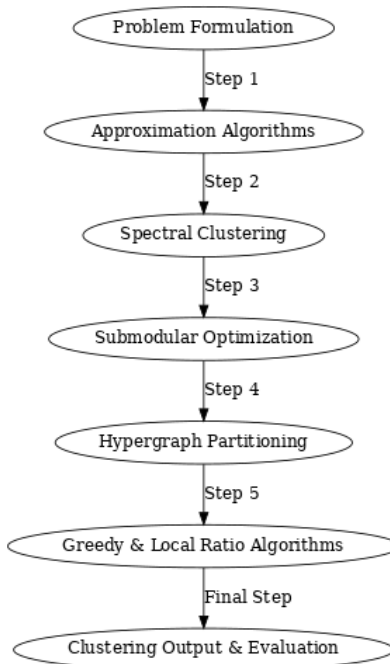 Problem Formulation
Step 1
Approximation Algorithms
Step 2
Spectral Clustering
Step 3
Submodular Optimization
Step 4
Hypergraph Partitioning
Step 5
Greedy & Local Ratio Algorithms
Final Step
Clustering Output & Evaluation